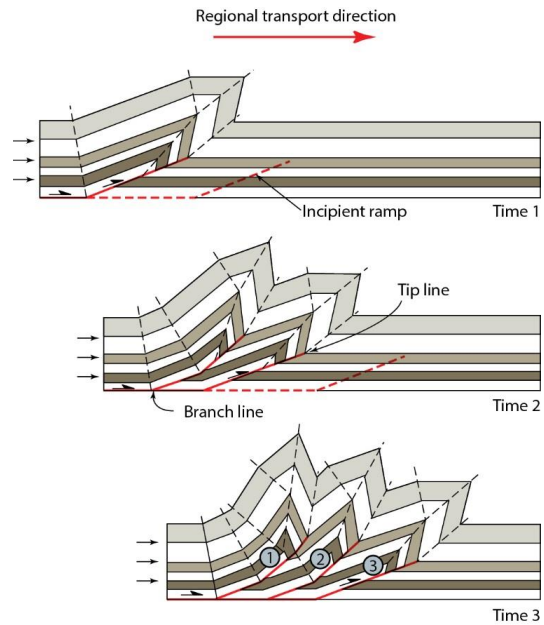 Regional transport direction
Incipient ramp
Time 1
Tip line
Branch line
Time 2
1
2
3
Time 3